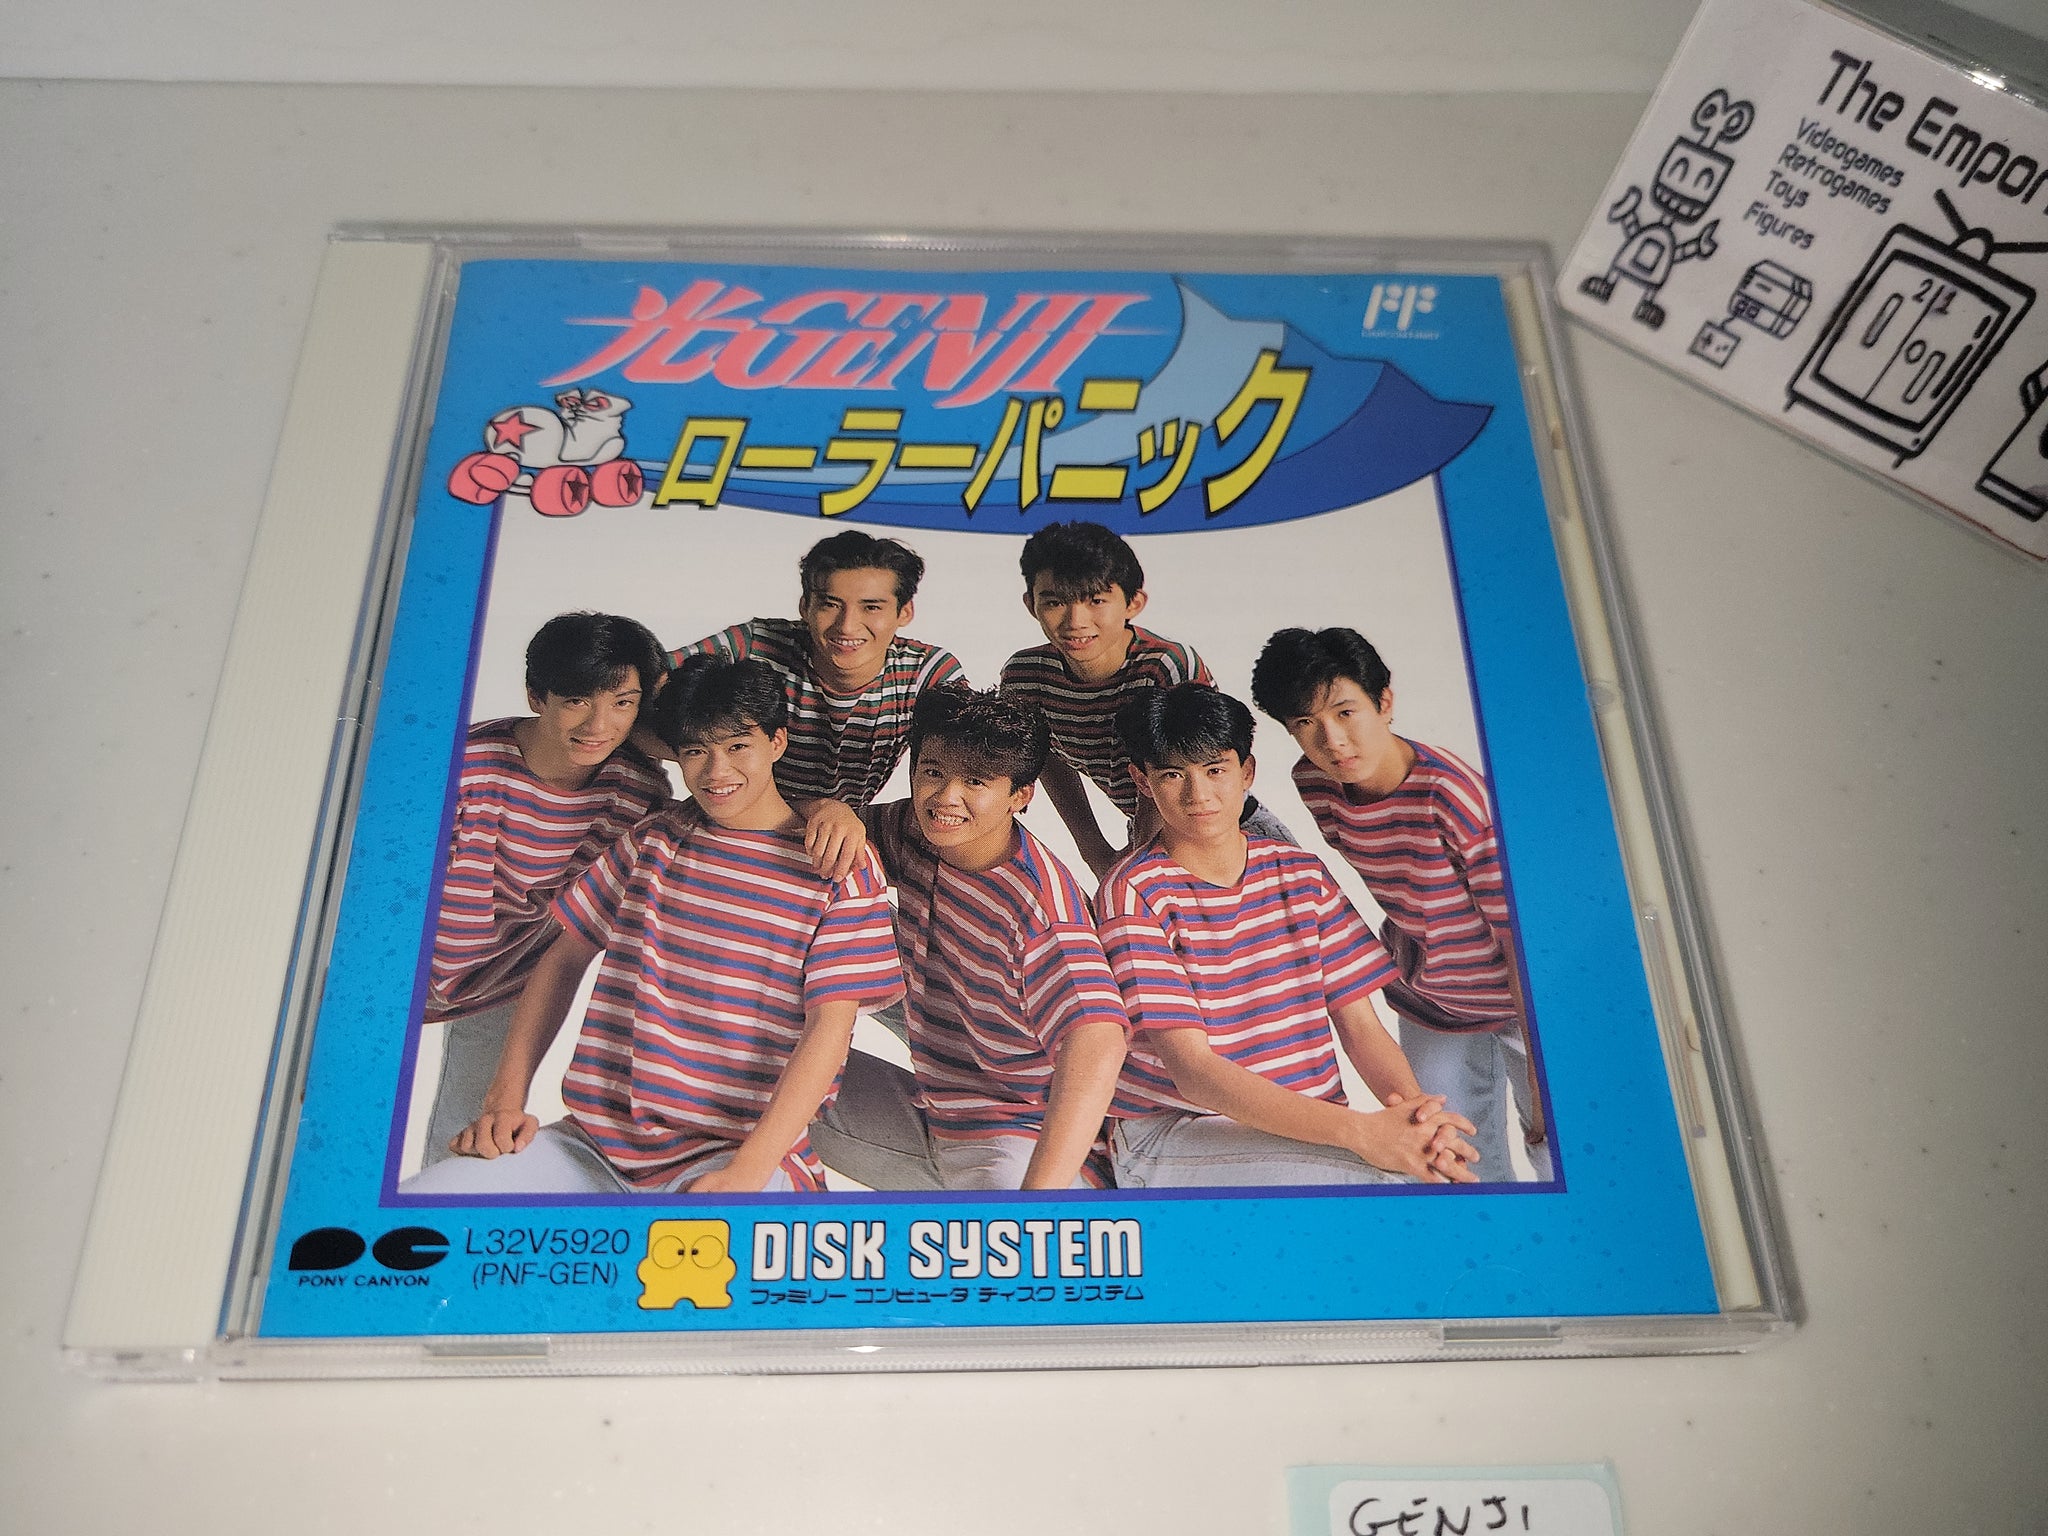 光GENJI
ローラーパニック
PONY CANYON
L32V5920
(PNF-GEN)
DISK SYSTEM
ファミリー コンピュータ ディスク システム
The Empor
Videogames
Retrogames
Toys
Figures
21
GENJI